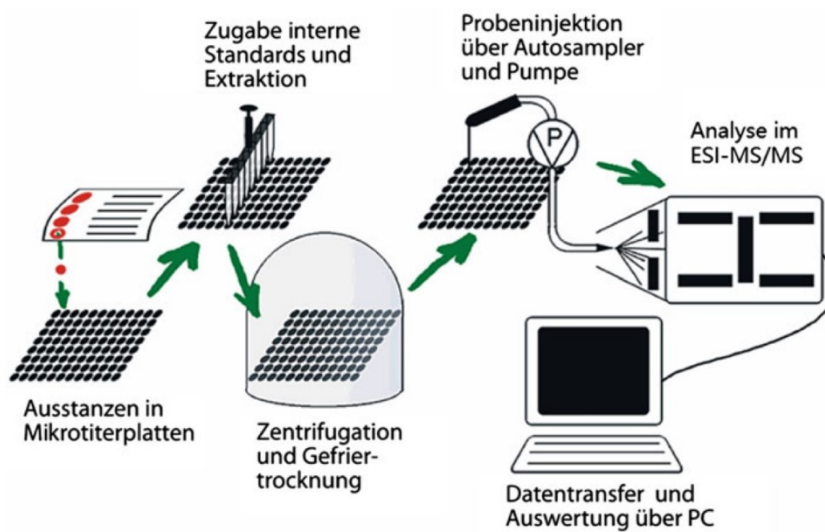 Zugabe interne
Standards und
Extraktion
Probeninjektion
über Autosampler
und Pumpe
P
Analyse im
ESI-MS/MS
Ausstanzen in
Mikrotiterplatten
Zentrifugation
und Gefrier-
trocknung
Datentransfer und
Auswertung über PC